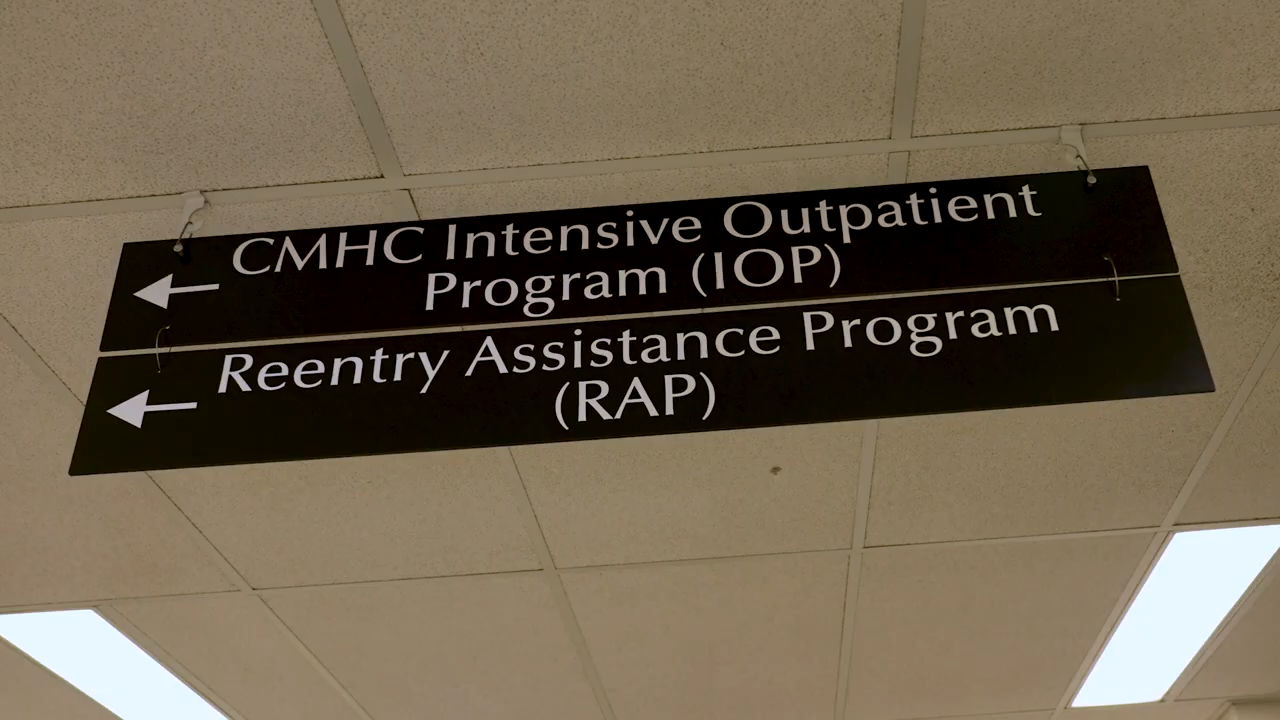 CMHC Intensive Outpatient
Program (IOP)
Reentry Assistance Program
(RAP)